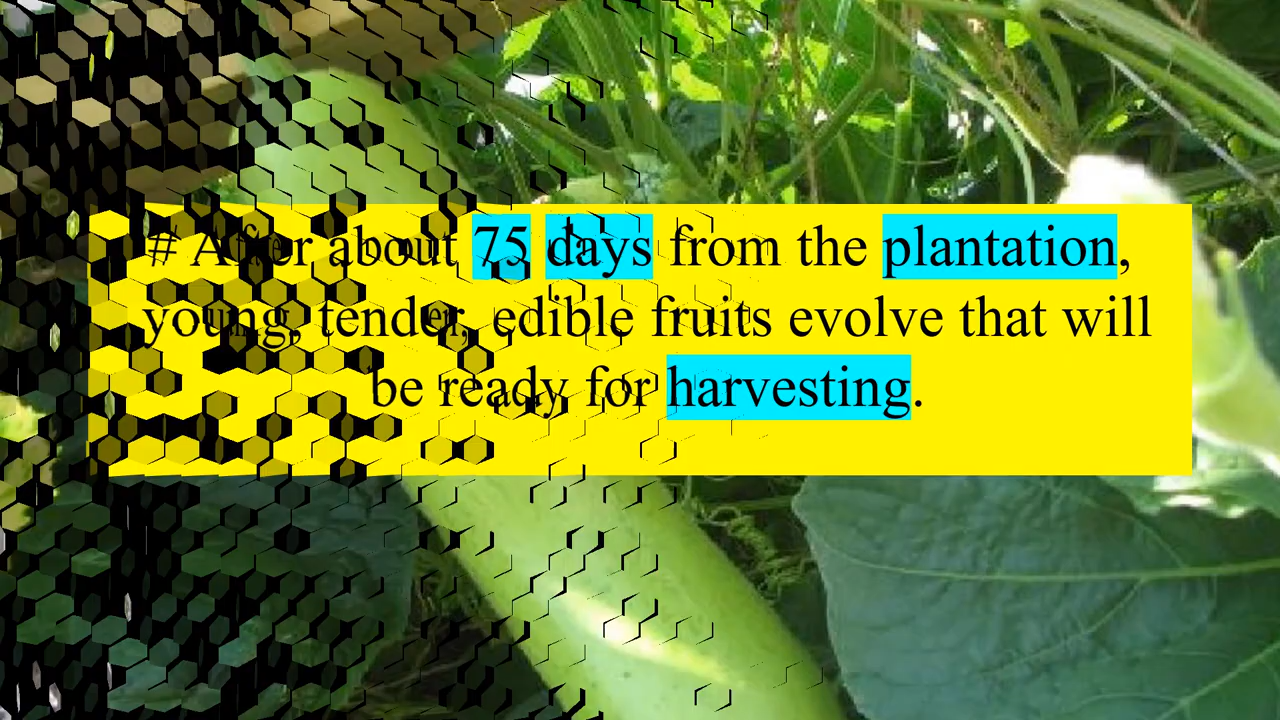 # After about 75 days from the plantation,
young, tender, edible fruits evolve that will
be ready for harvesting.